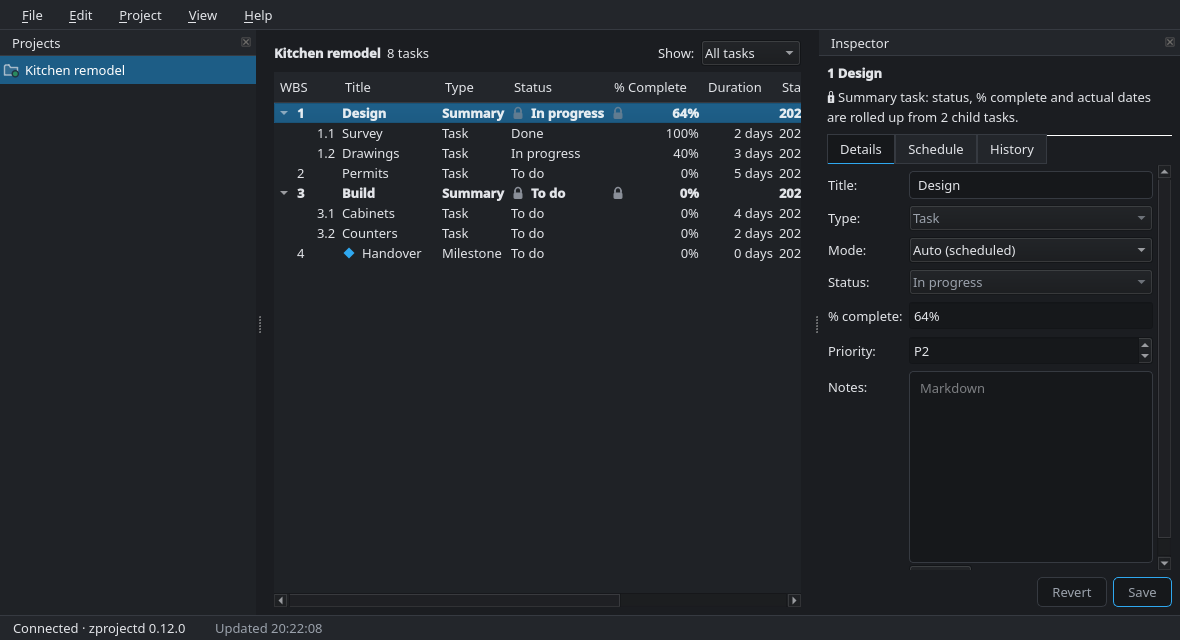 File Edit Zproject View Help
Projects
Kitchen remodel
Kitchen remodel 8 tasks Show: All tasks
WBS Title Type Status % Complete Duration Sta
1 Design Summary In progress 64% 202
1.1 Survey Task Done 100% 2 days 202
1.2 Drawings Task In progress 40% 3 days 202
2 Permits Task To do 0% 5 days 202
3 Build Summary To do 0% 202
3.1 Cabinets Task To do 0% 4 days 202
3.2 Counters Task To do 0% 2 days 202
4 Handover Milestone To do 0% 0 days 202
Inspector
1 Design
Summary task: status, % complete and actual dates
are rolled up from 2 child tasks.
Details Schedule History
Title: Design
Type: Task
Mode: Auto (scheduled)
Status: In progress
% complete: 64%
Priority: P2
Notes: Markdown
Revert Save
Connected · zprojectd 0.12.0 Updated 20:22:08